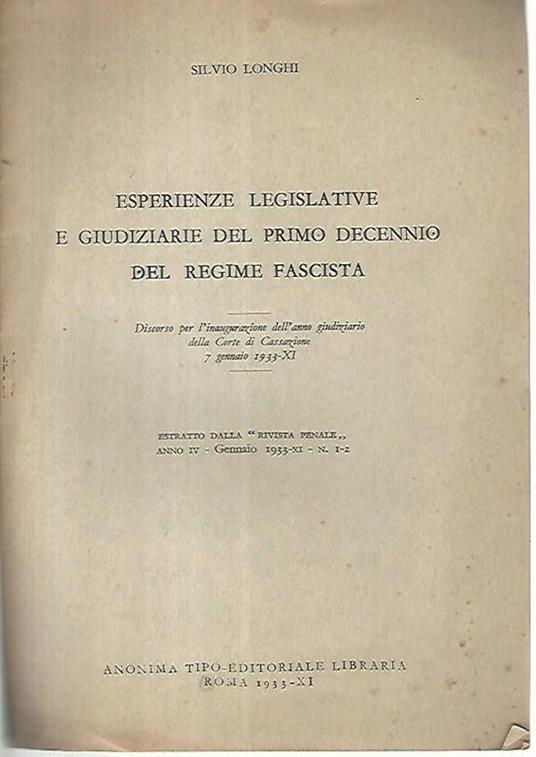 SILVIO LONGHI
ESPERIENZE LEGISLATIVE
E GIUDIZIARIE DEL PRIMO DECENNIO
DEL REGIME FASCISTA
Discorso per l'inaugurazione dell'anno giudiziario
della Corte di Cassazione
7 gennaio 1933-XI
ESTRATTO DALLA “ RIVISTA PENALE „
ANNO IV - Gennaio 1933-XI - N. 1-2
ANONIMA TIPO-EDITORIALE LIBRARIA
ROMA 1933-XI